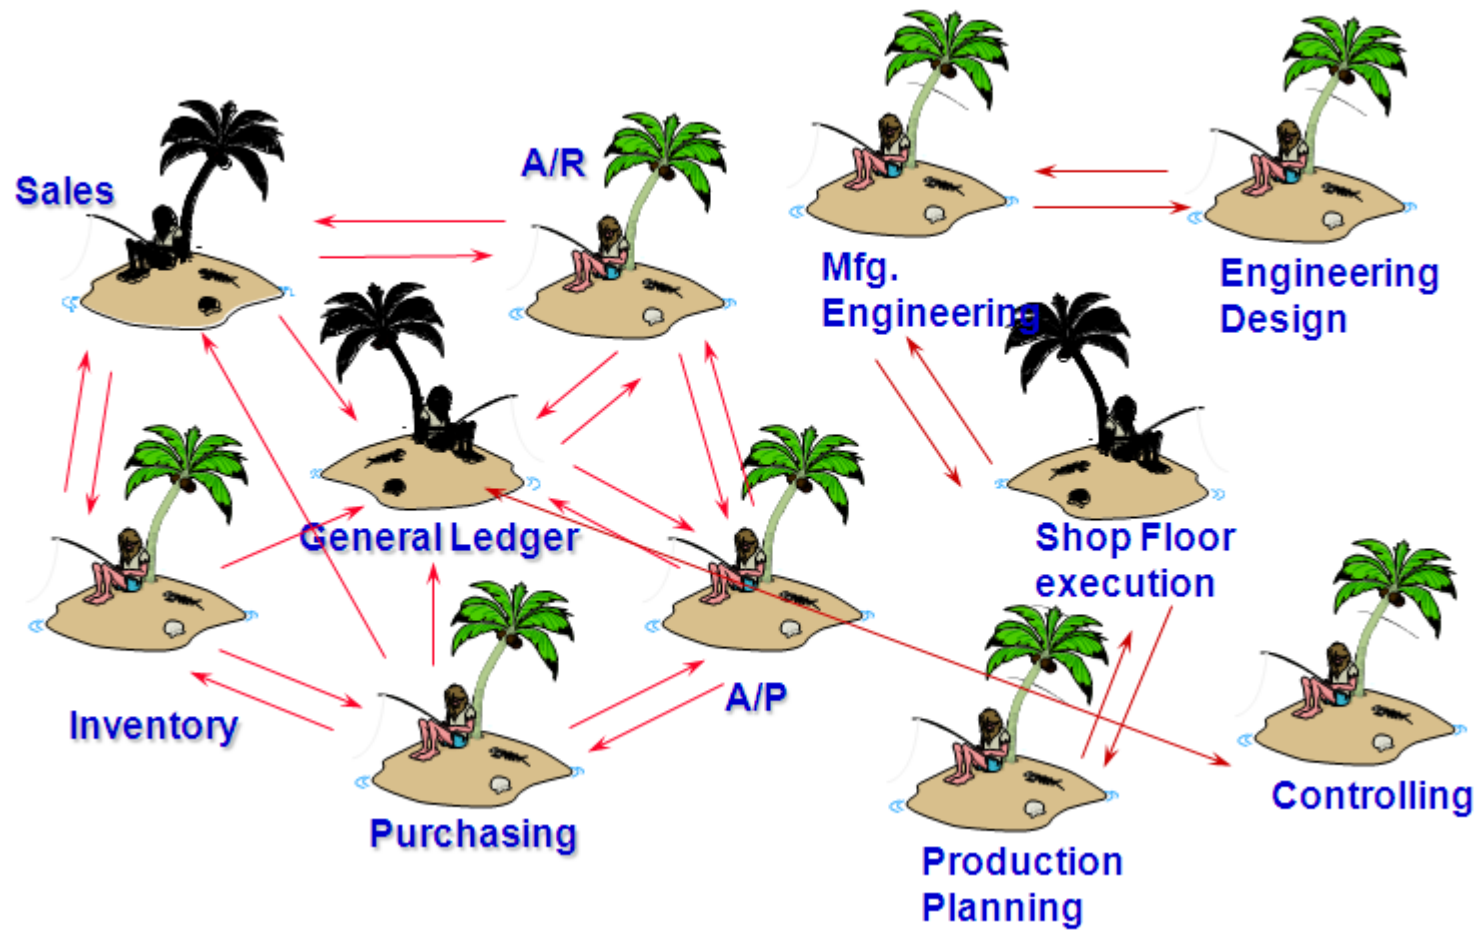 A/R
Sales
Mfg.
Engineering
Engineering
Design
General Ledger
Shop Floor
execution
A/P
Inventory
Controlling
Purchasing
Production
Planning